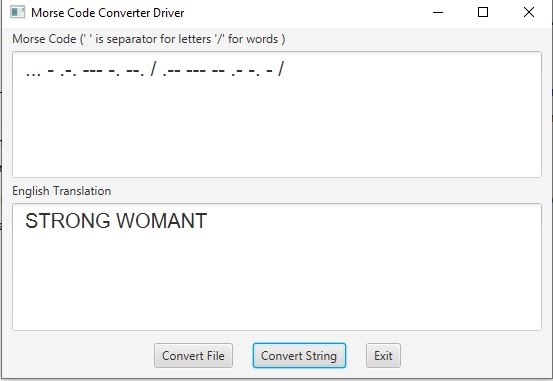 Morse Code Converter Driver
Morse Code (' ' is separator for letters '/' for words )
... - .-. --- -. --. / .-- --- -- .- -. - /
English Translation
STRONG WOMANT
Convert File
Convert String
Exit